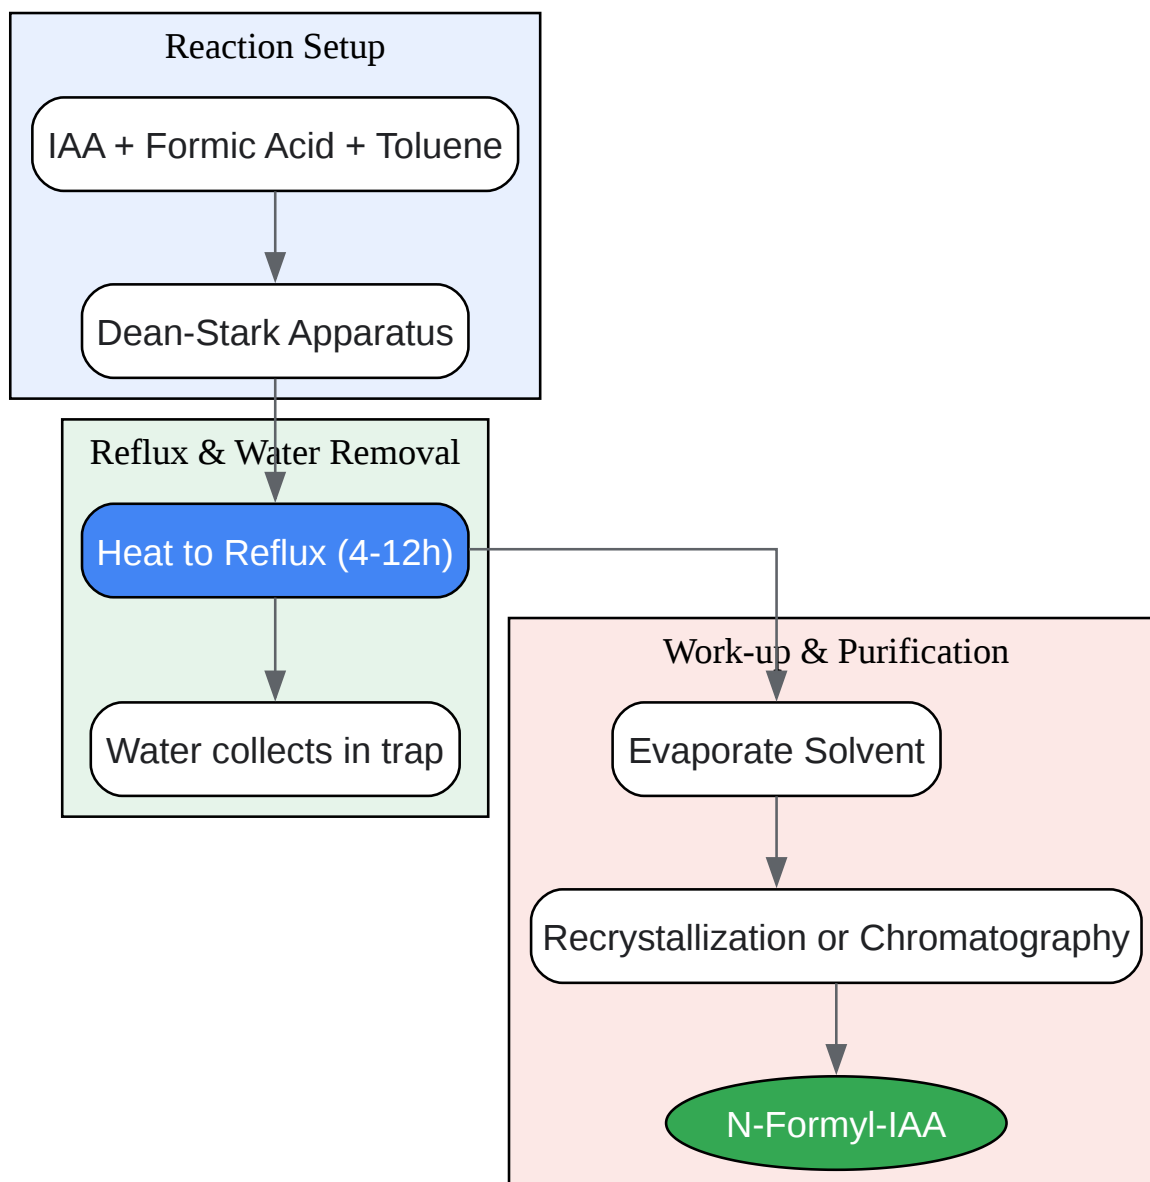 Reaction Setup
IAA + Formic Acid + Toluene
Dean-Stark Apparatus
Reflux & Water Removal
Heat to Reflux (4-12h)
Water collects in trap
Work-up & Purification
Evaporate Solvent
Recrystallization or Chromatography
N-Formyl-IAA